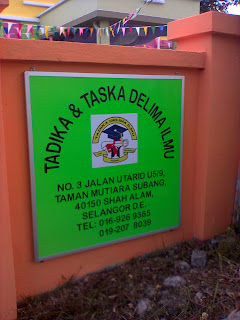 TADIKA & TASKA DELIMA ILMU
NO. 3 JALAN UTARID U5/9,
TAMAN MUTIARA SUBANG,
40150 SHAH ALAM,
SELANGOR D.E.
TEL: 016-926 9385
019-207 9039